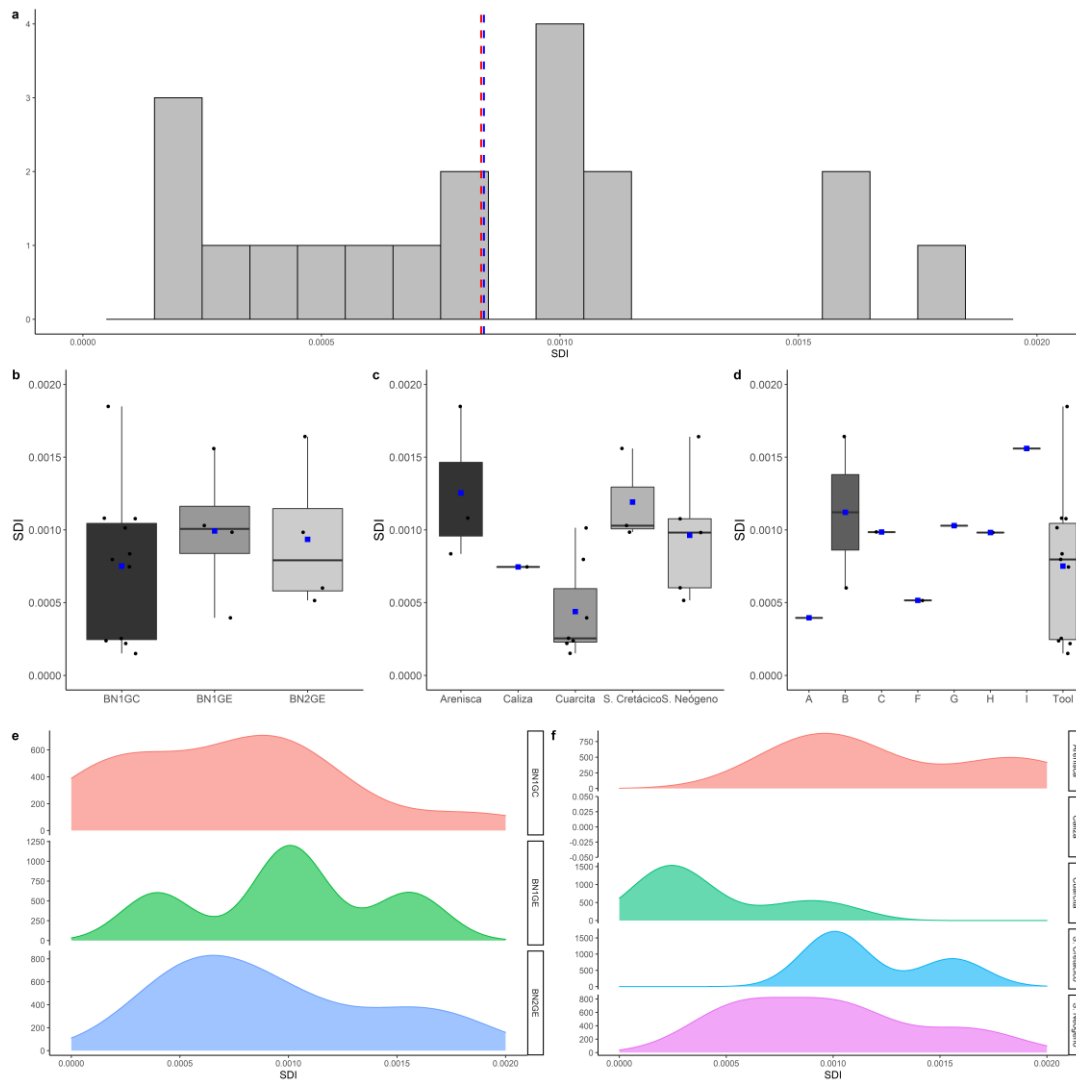 a
4
3
2
1
0
0.0000 0.0005 0.0010 0.0015 0.0020
SDI
b
0.0020
0.0015
0.0010
0.0005
0.0000
SDI
BN1GC BN1GE BN2GE
c
0.0020
0.0015
0.0010
0.0005
0.0000
SDI
Arenisca Caliza Cuarcita S. Cretácico S. Neógeno
d
0.0020
0.0015
0.0010
0.0005
0.0000
SDI
A B C F G H I Tool
e
600
400
200
0
BN1GC
1250
1000
750
500
250
0
BN1GE
800
600
400
200
0
BN2GE
0.0000 0.0005 0.0010 0.0015 0.0020
SDI
f
750
500
250
0
Arenisca
0.050
0.025
0.000
-0.025
-0.050
Caliza
1500
1000
500
0
Cuarcita
1500
1000
500
0
S. Cretácico
800
600
400
200
0
S. Neógeno
0.0000 0.0005 0.0010 0.0015 0.0020
SDI